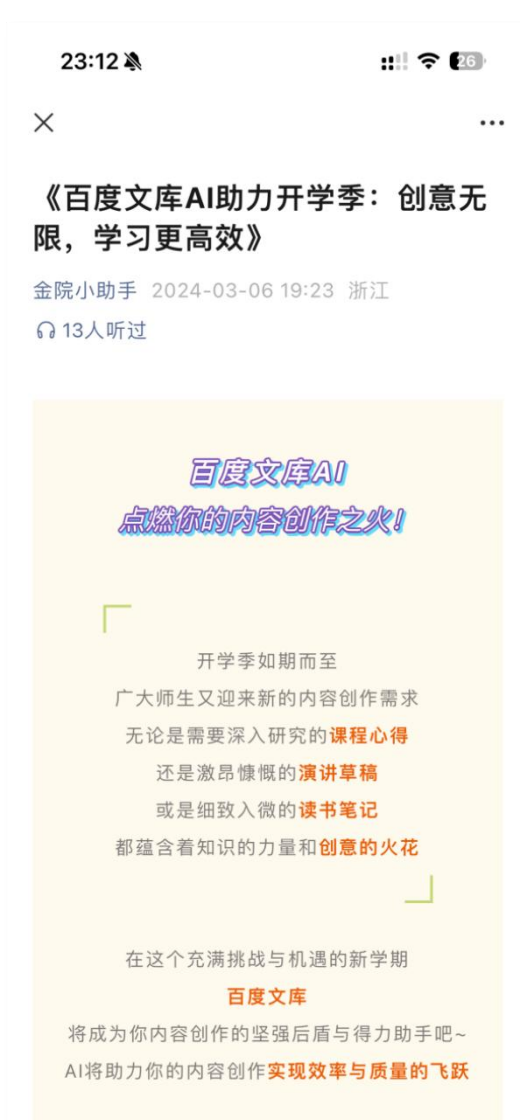 23:12
26
《百度文库AI助力开学季：创意无
限，学习更高效》
金院小助手 2024-03-06 19:23 浙江
13人听过
百度文库AI
点燃你的内容创作之火！
开学季如期而至
广大师生又迎来新的内容创作需求
无论是需要深入研究的课程心得
还是激昂慷慨的演讲草稿
或是细致入微的读书笔记
都蕴含着知识的力量和创意的火花
在这个充满挑战与机遇的新学期
百度文库
将成为你内容创作的坚强后盾与得力助手吧~
AI将助力你的内容创作实现效率与质量的飞跃